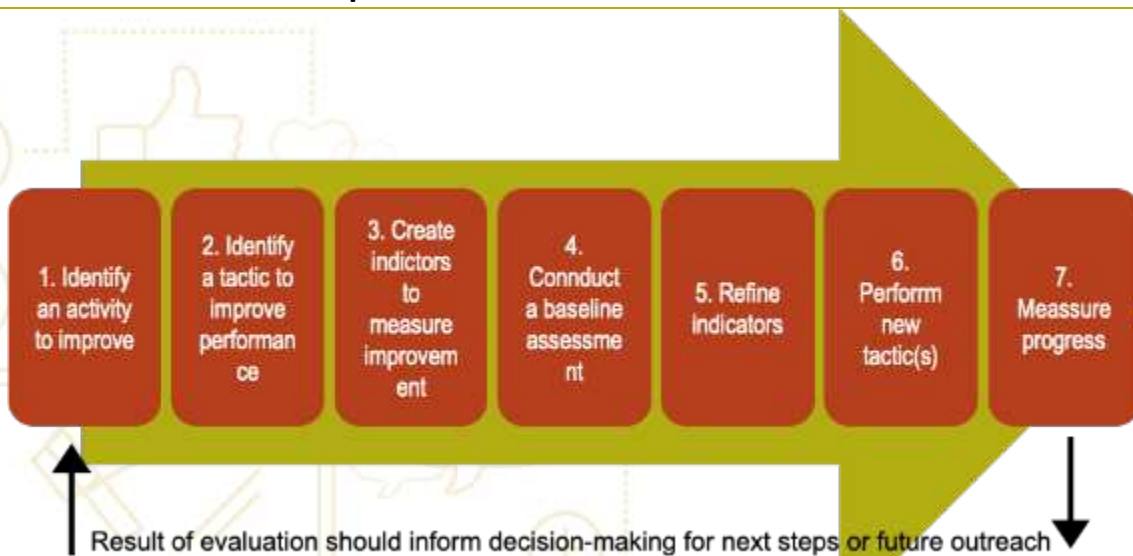 1. Identify
an activity
to improve
2. Identify
a tactic to
improve
performan
ce
3. Create
indictors
to
measure
improvem
ent
4.
Connduct
a baseline
assessme
nt
5. Refine
indicators
6.
Perforrm
new
tactic(s)
7.
Meassure
progress
Result of evaluation should inform decision-making for next steps or future outreach